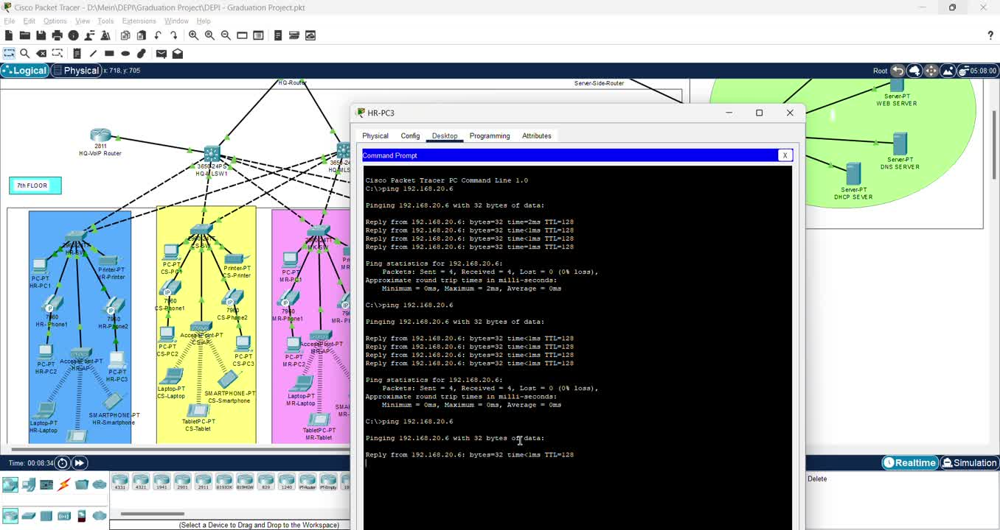 Cisco Packet Tracer - D:\Mein\DEPI\Graduation Project\DEPI - Graduation Project.pkt
File Edit Options View Tools Extensions Window Help
Logical Physical x: 718, y: 705
Root 05:08:00
HQ-Router
Server-Side-Router
Server-PT
WEB SERVER
2811
HQ-VoIP Router
3650-24PS
HQ-MLSW1
7th FLOOR
Server-PT
DNS SERVER
Server-PT
DHCP SEVER
HR-PC3
Physical Config Desktop Programming Attributes
Command Prompt
X
Cisco Packet Tracer PC Command Line 1.0
C:\>ping 192.168.20.6
Pinging 192.168.20.6 with 32 bytes of data:
Reply from 192.168.20.6: bytes=32 time=2ms TTL=128
Reply from 192.168.20.6: bytes=32 time<1ms TTL=128
Reply from 192.168.20.6: bytes=32 time<1ms TTL=128
Reply from 192.168.20.6: bytes=32 time=1ms TTL=128
Ping statistics for 192.168.20.6:
Packets: Sent = 4, Received = 4, Lost = 0 (0% loss),
Approximate round trip times in milli-seconds:
Minimum = 0ms, Maximum = 2ms, Average = 0ms
C:\>ping 192.168.20.6
Pinging 192.168.20.6 with 32 bytes of data:
Reply from 192.168.20.6: bytes=32 time<1ms TTL=128
Reply from 192.168.20.6: bytes=32 time<1ms TTL=128
Reply from 192.168.20.6: bytes=32 time<1ms TTL=128
Reply from 192.168.20.6: bytes=32 time<1ms TTL=128
Ping statistics for 192.168.20.6:
Packets: Sent = 4, Received = 4, Lost = 0 (0% loss),
Approximate round trip times in milli-seconds:
Minimum = 0ms, Maximum = 0ms, Average = 0ms
C:\>ping 192.168.20.6
Pinging 192.168.20.6 with 32 bytes of data:
Reply from 192.168.20.6: bytes=32 time<1ms TTL=128
HR-SW
PC-PT
HR-PC1
Printer-PT
HR-Printer
7960
HR-Phone1
7960
HR-Phone2
PC-PT
HR-PC2
AccessPoint-PT
HR-AP
PC-PT
HR-PC3
Laptop-PT
HR-Laptop
SMARTPHONE-PT
HR-Smartphone
CS-SW
PC-PT
CS-PC1
Printer-PT
CS-Printer
7960
CS-Phone1
7960
CS-Phone2
AccessPoint-PT
CS-AP
PC-PT
CS-PC2
PC-PT
CS-PC3
Laptop-PT
CS-Laptop
SMARTPHONE-PT
CS-Smartphone
TabletPC-PT
CS-Tablet
PC-PT
MR-PC1
7960
MR-Phone1
AccessPoint-PT
MR-AP
PC-PT
MR-PC2
Laptop-PT
MR-Laptop
TabletPC-PT
MR-Tablet
Time: 00:08:34
Realtime Simulation
4331 4321 1941 2901 2911 819IOX 819HGW 829 1240 PT-Router PT-Empty
Delete
(Select a Device to Drag and Drop to the Workspace)